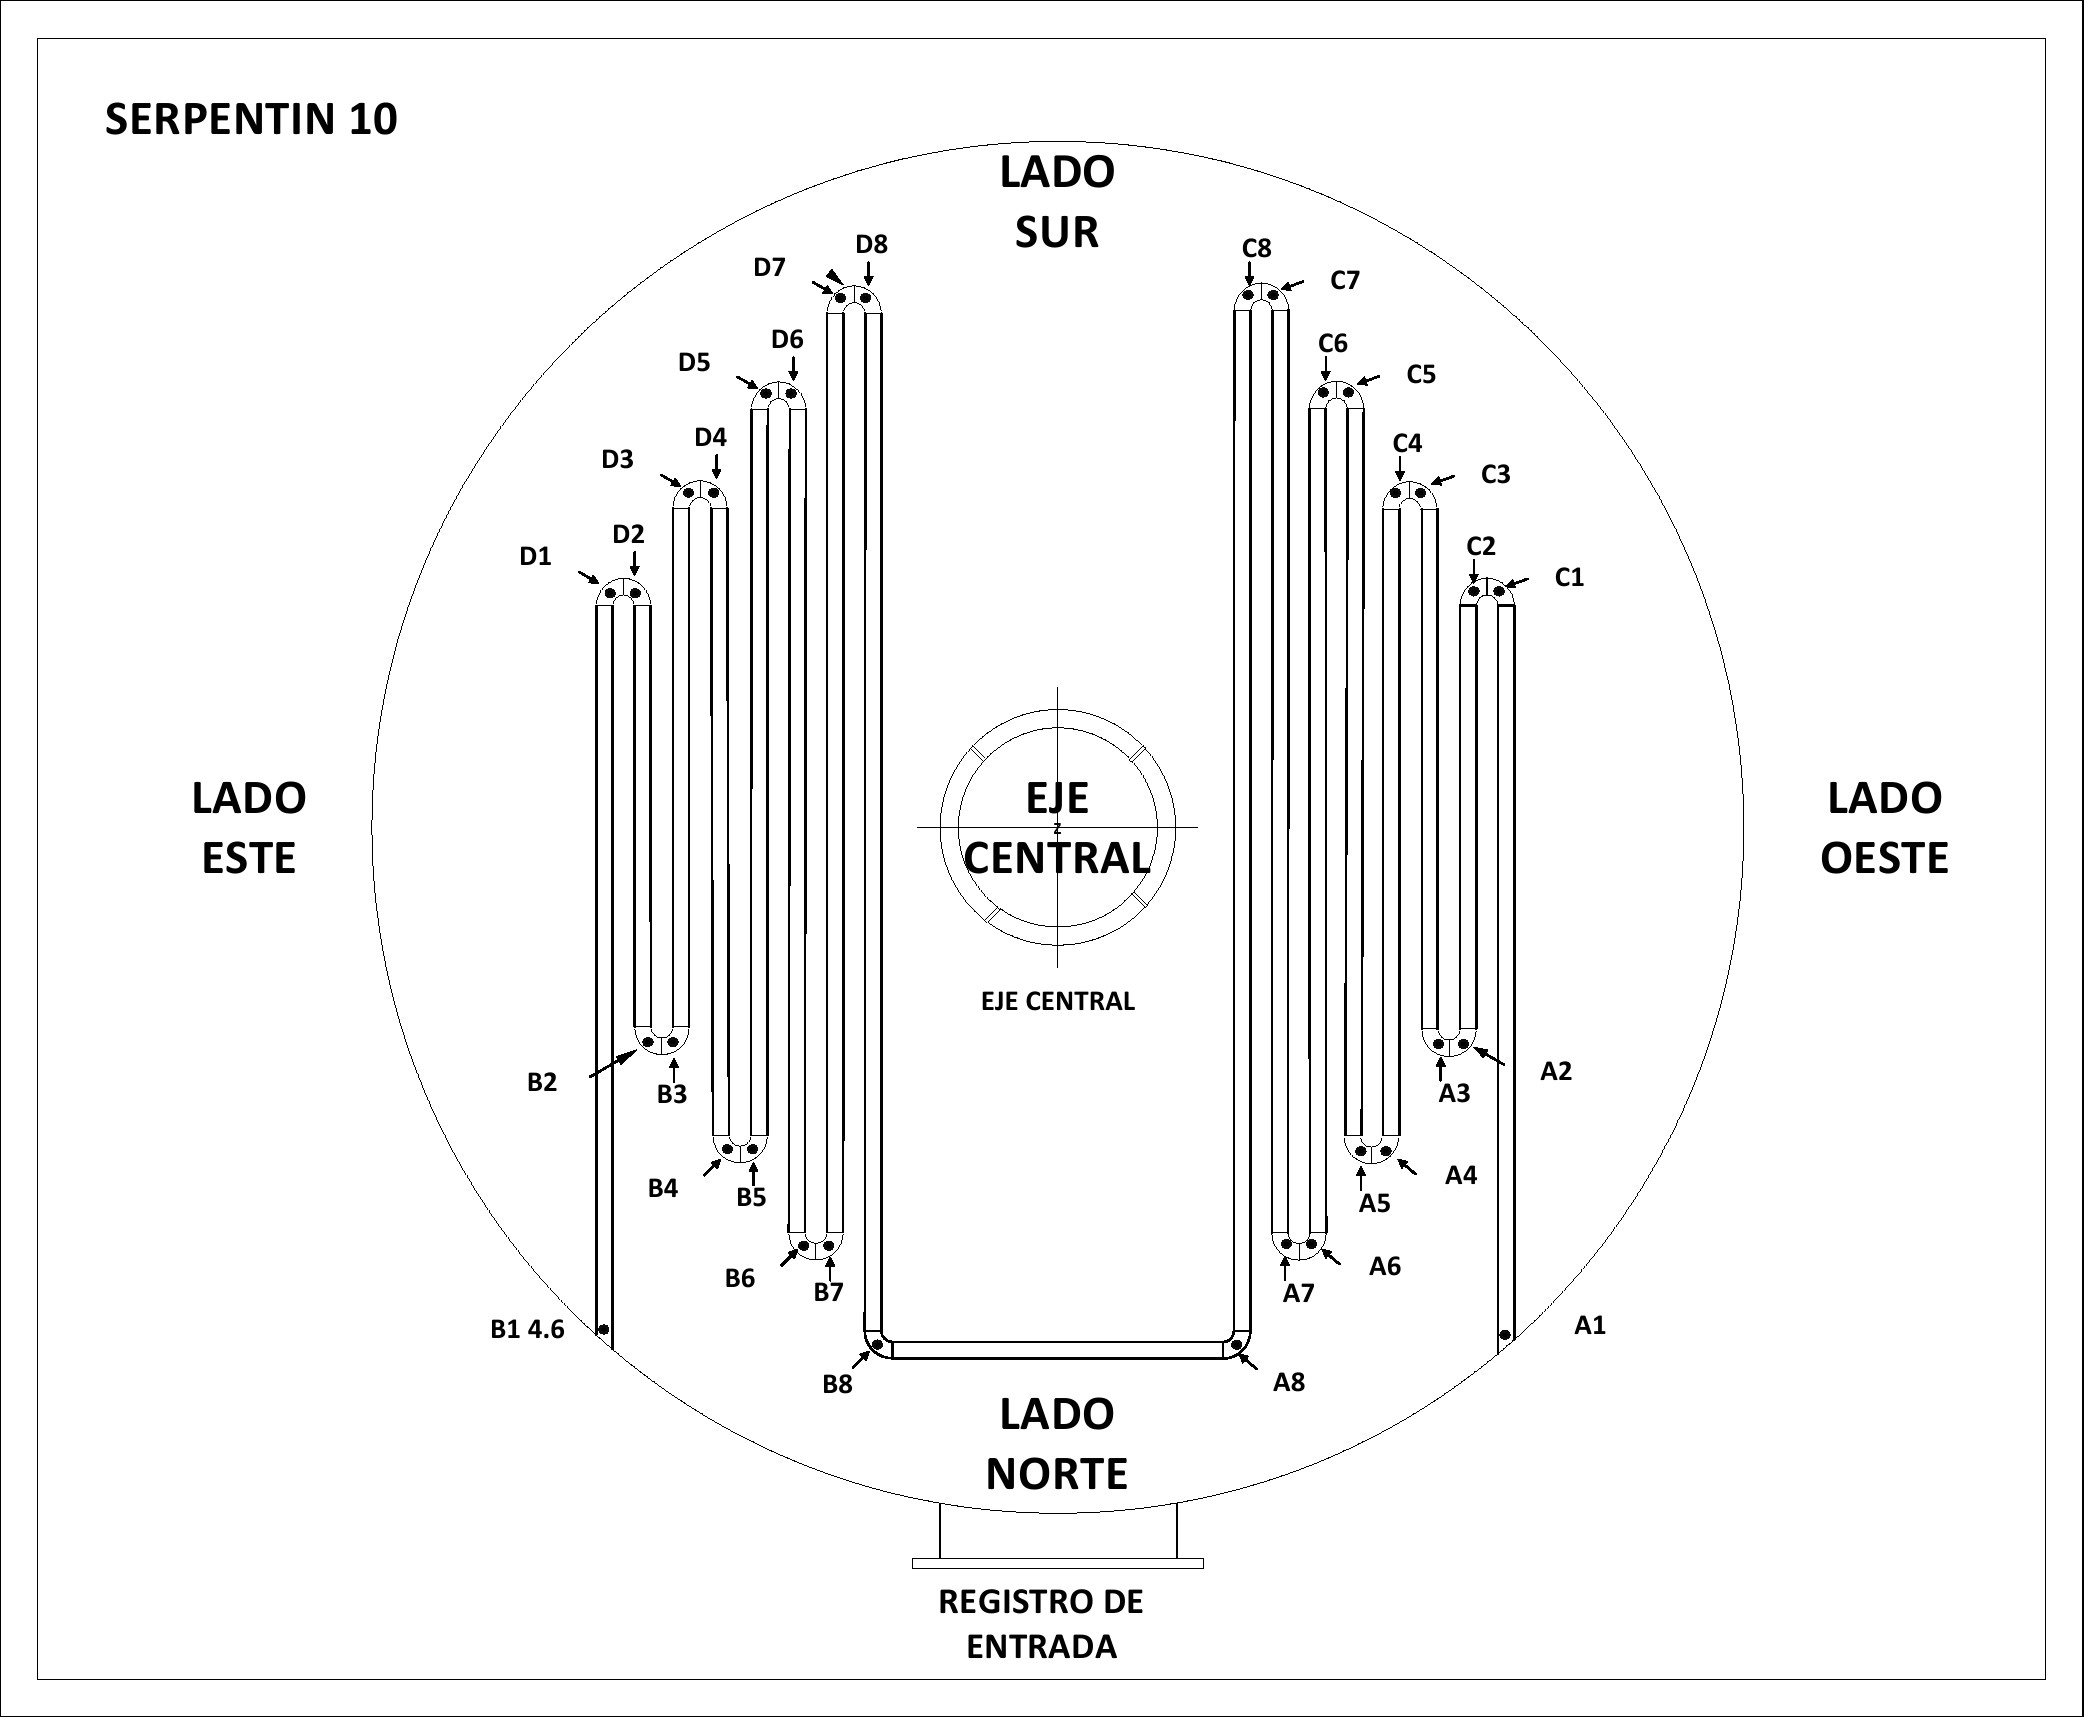 SERPENTIN 10
LADO
SUR
D8
C8
D7
C7
D6
C6
D5
C5
D4
C4
D3
C3
D2
C2
D1
C1
LADO
ESTE
EJE
Z
CENTRAL
LADO
OESTE
EJE CENTRAL
B2
A2
B3
A3
B4
A4
B5
A5
B6
A6
B7
A7
B1 4.6
A1
B8
A8
LADO
NORTE
REGISTRO DE
ENTRADA